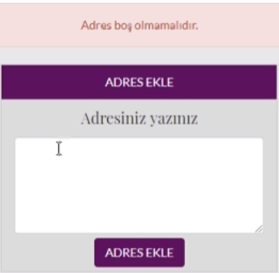 Adres boş olmamalıdır.
ADRES EKLE
Adresiniz yazınız
ADRES EKLE